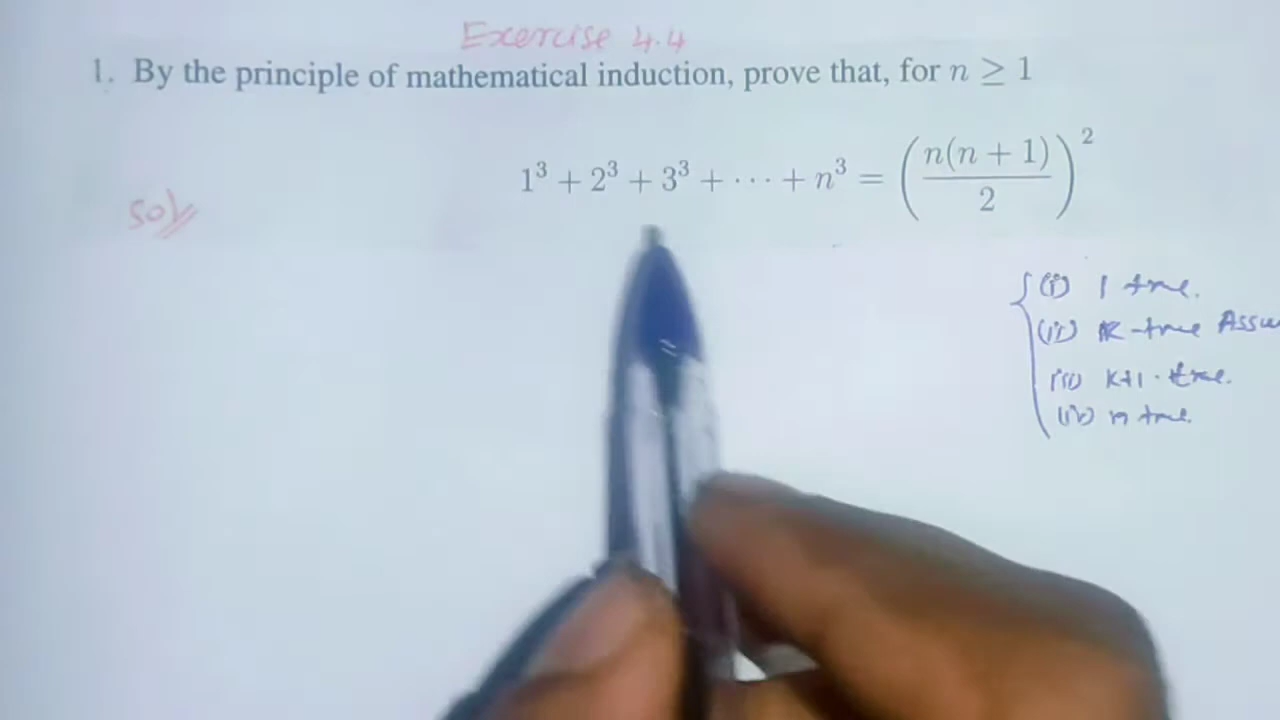 Exercise 4.4
1. By the principle of mathematical induction, prove that, for n ≥ 1
1³ + 2³ + 3³ + ⋯ + n³ = (n(n + 1)/2)²
Sol
(i) 1 true.
(ii) K-true Assu
(iii) K+1. true.
(iv) n true.